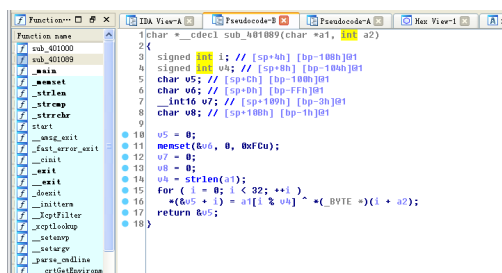 Function…
IDA View-A
Pseudocode-B
Pseudocode-A
Hex View-1
Function name
sub_401000
sub_401089
_main
_memset
_strlen
_strcmp
_strrchr
start
__amsg_exit
_fast_error_exit
__cinit
_exit
__exit
_doexit
__initterm
__XcptFilter
_xcptlookup
__setenvp
__setargv
_parse_cmdline
1 char *__cdecl sub_401089(char *a1, int a2)
2 {
3 signed int i; // [sp+4h] [bp-108h]@1
4 signed int v4; // [sp+8h] [bp-104h]@1
5 char v5; // [sp+Ch] [bp-100h]@1
6 char v6; // [sp+Dh] [bp-FFh]@1
7 __int16 v7; // [sp+109h] [bp-3h]@1
8 char v8; // [sp+10Bh] [bp-1h]@1
9
10 v5 = 0;
11 memset(&v6, 0, 0xFCu);
12 v7 = 0;
13 v8 = 0;
14 v4 = strlen(a1);
15 for ( i = 0; i < 32; ++i )
16 *(&v5 + i) = a1[i % v4] ^ *(_BYTE *)(i + a2);
17 return &v5;
18 }